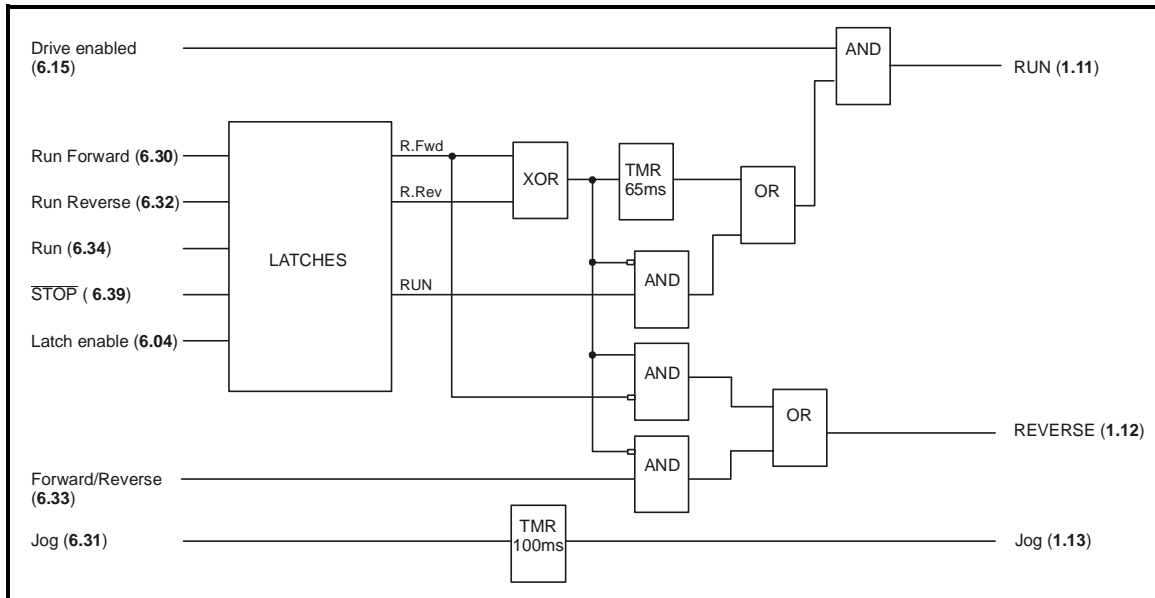 Drive enabled
(6.15)
AND
RUN (1.11)
Run Forward (6.30)
R.Fwd
XOR
TMR
65ms
OR
Run Reverse (6.32)
R.Rev
Run (6.34)
LATCHES
AND
STOP ( 6.39)
RUN
Latch enable (6.04)
AND
OR
REVERSE (1.12)
AND
Forward/Reverse
(6.33)
Jog (6.31)
TMR
100ms
Jog (1.13)